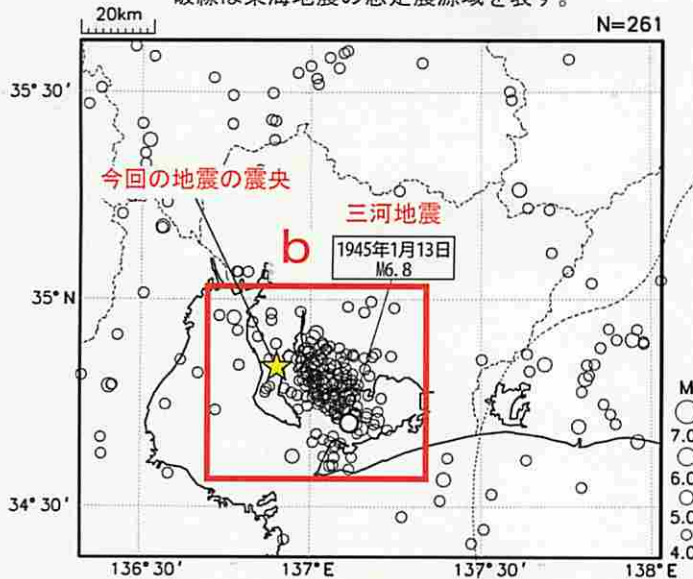 破線は東海地震の想定震源域を表す。
20km
N=261
35°30′
今回の地震の震央
三河地震
b
1945年1月13日
M6.8
35°N
M
7.0
6.0
5.0
4.0
34°30′
136°30′E
137°E
137°30′E
138°E